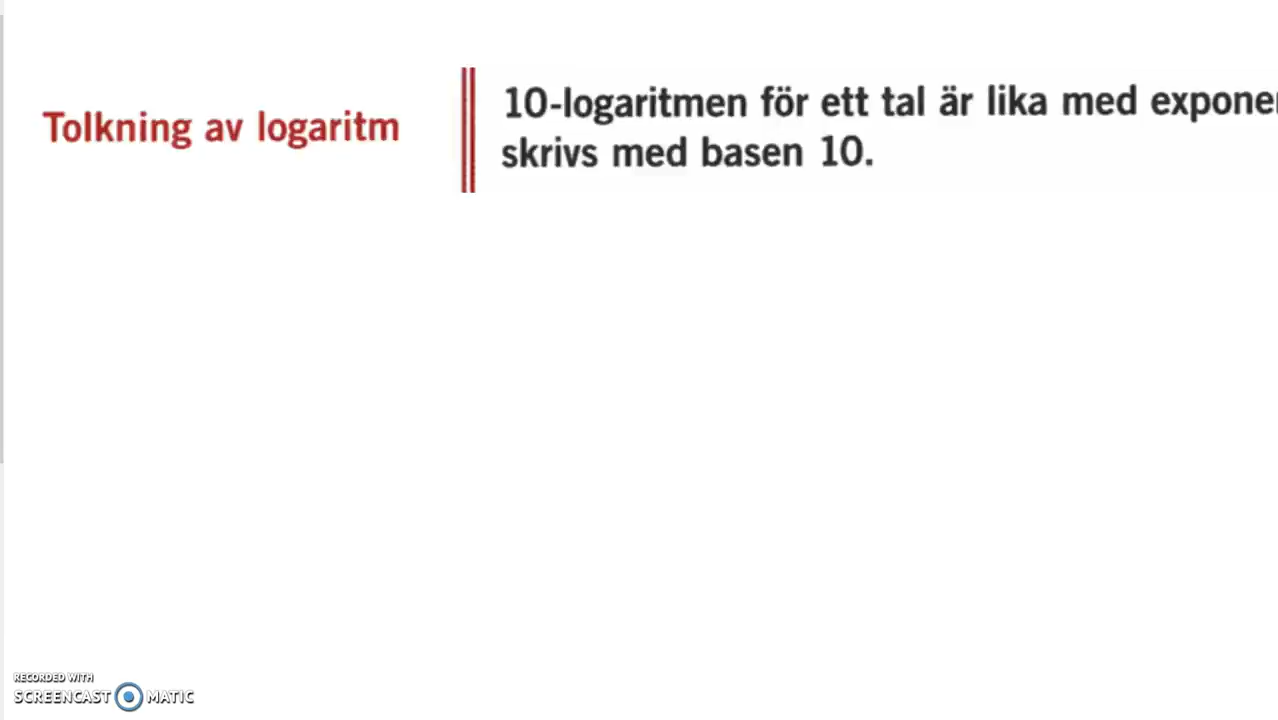 Tolkning av logaritm
10-logaritmen för ett tal är lika med
skrivs med basen 10.
RECORDED WITH
SCREENCAST MATIC